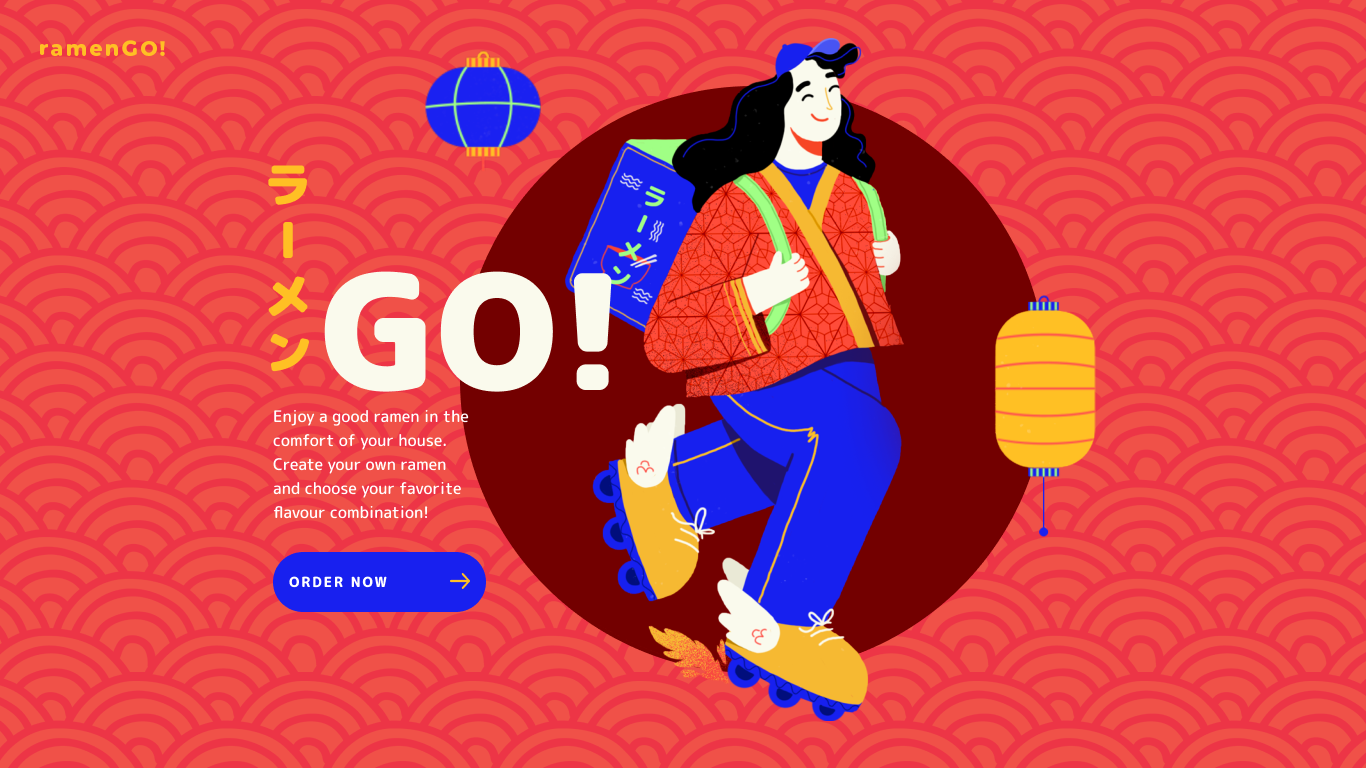 ramenGO!
ラーメン
GO!
ラーメン
Enjoy a good ramen in the
comfort of your house.
Create your own ramen
and choose your favorite
flavour combination!
ORDER NOW